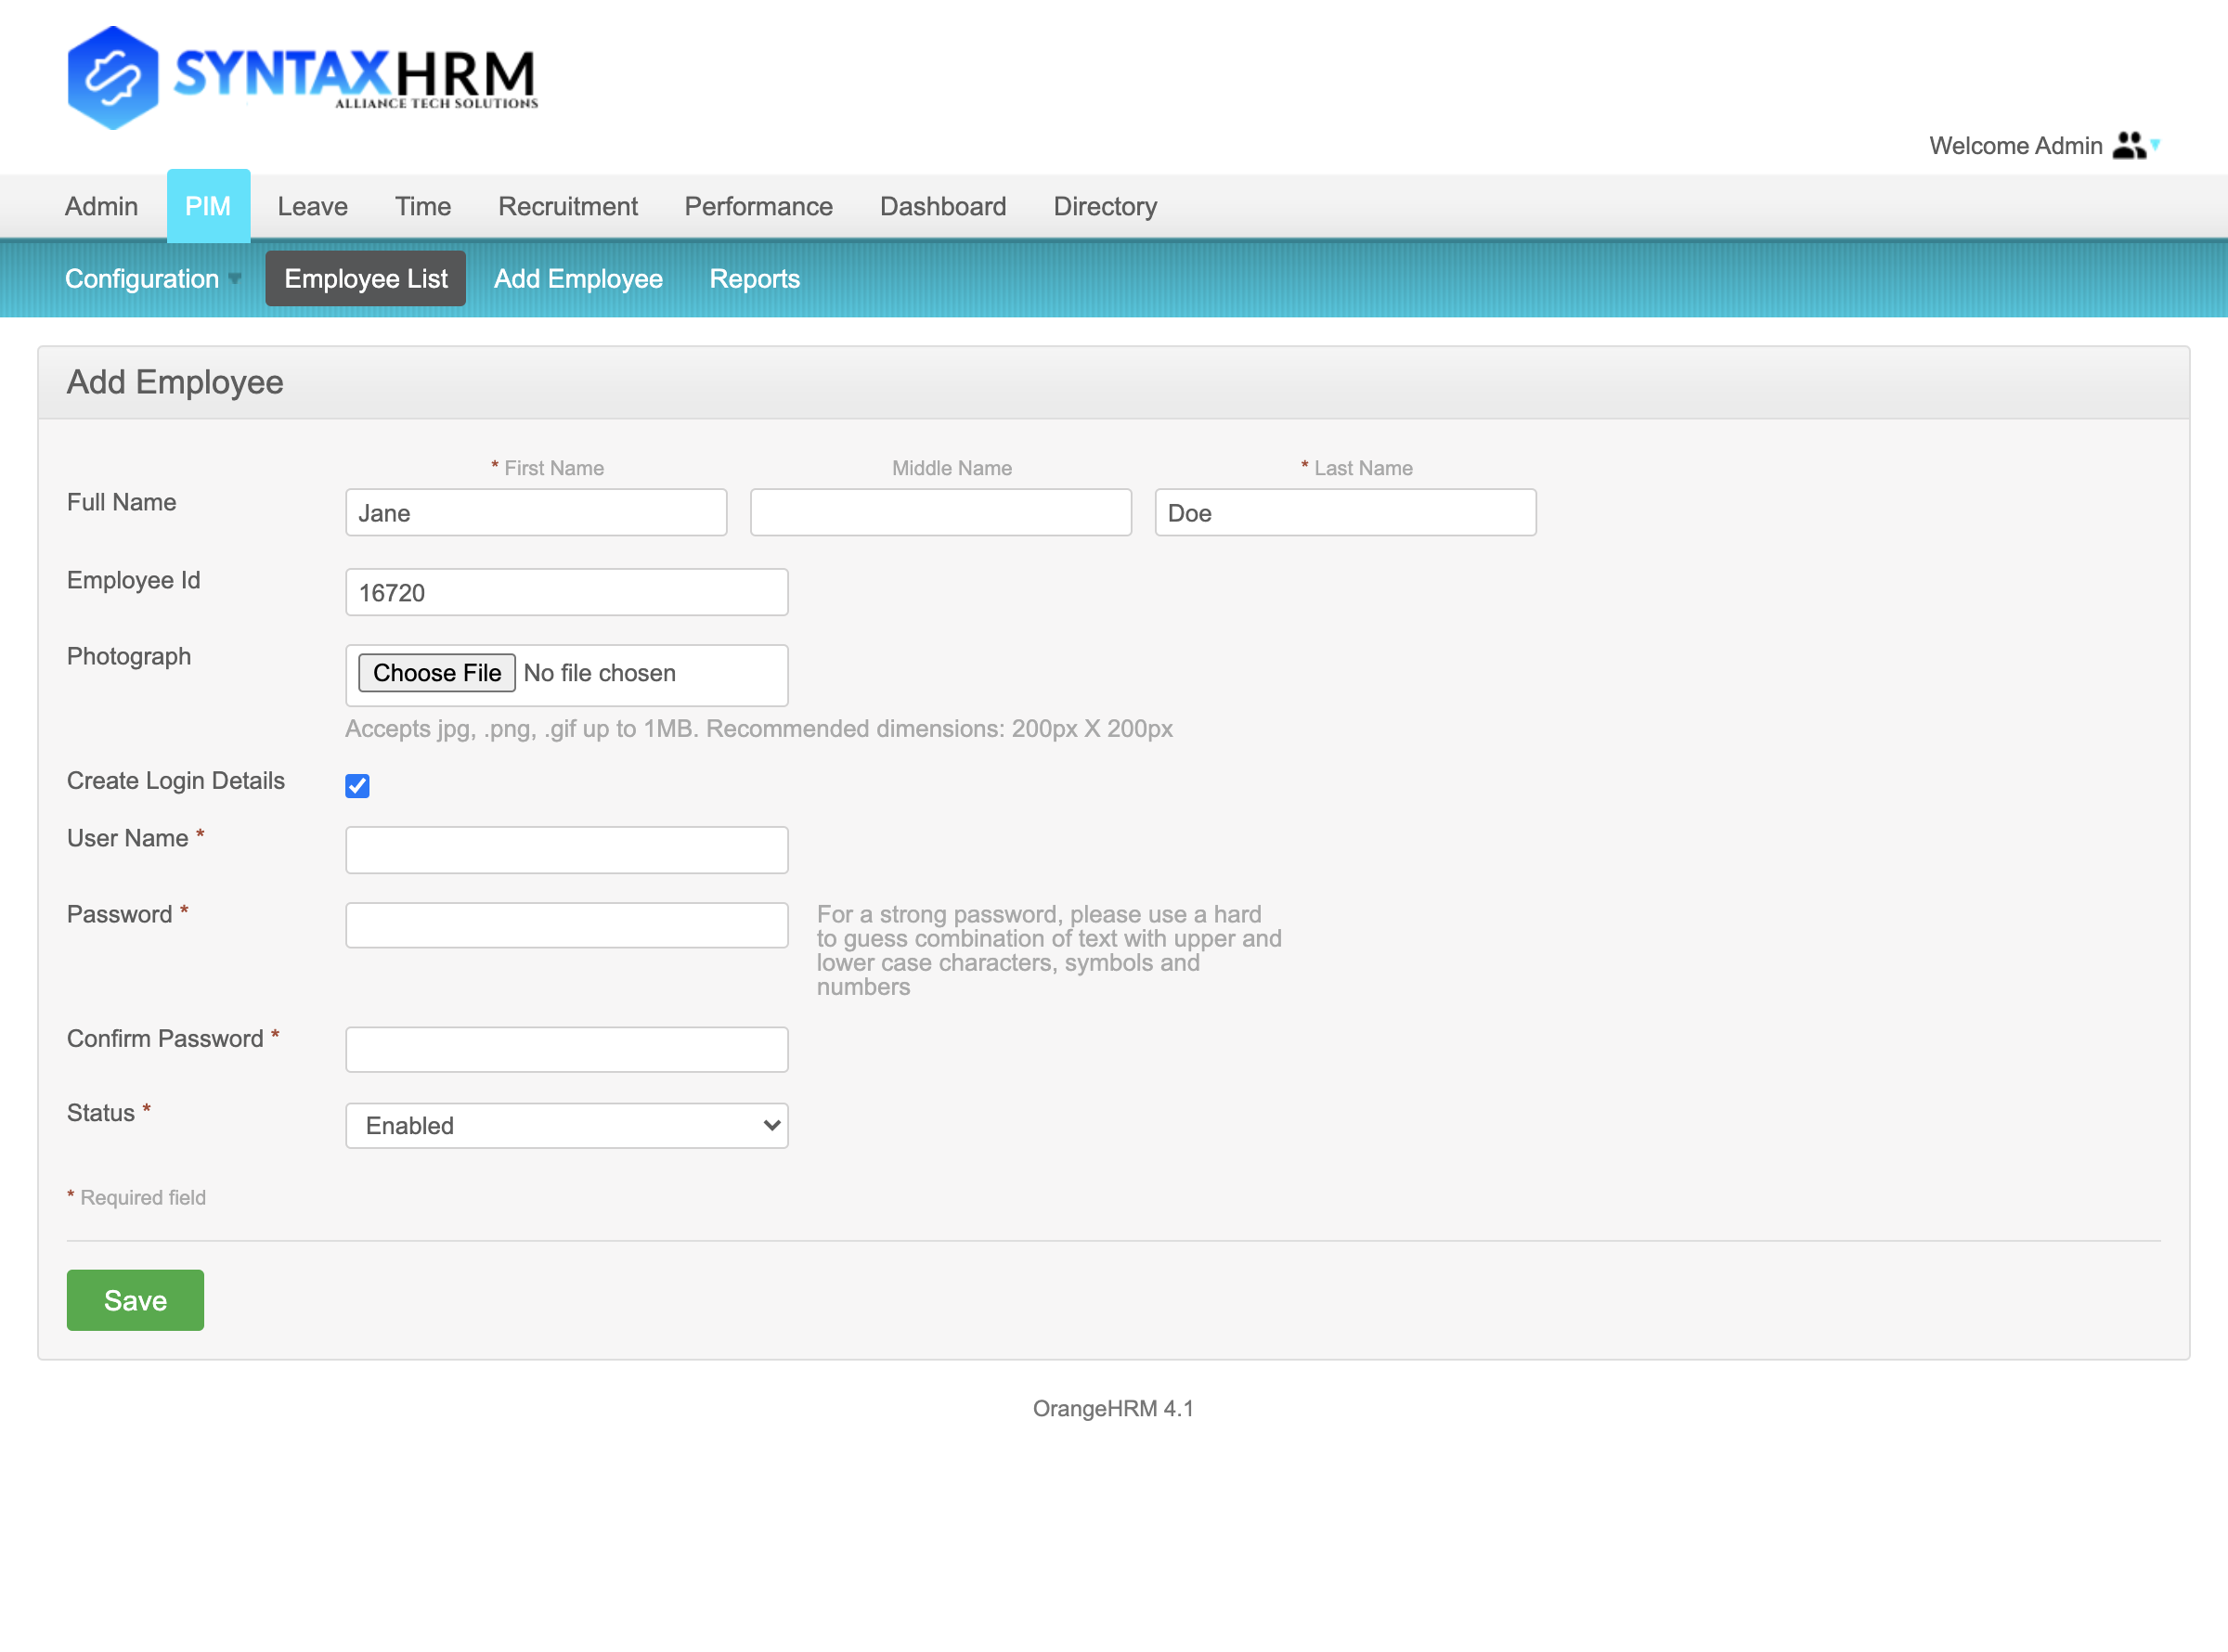 SYNTAXHRM
ALLIANCE TECH SOLUTIONS
Welcome Admin
Admin PIM Leave Time Recruitment Performance Dashboard Directory
Configuration Employee List Add Employee Reports
Add Employee
* First Name Middle Name * Last Name
Full Name Jane Doe
Employee Id 16720
Photograph Choose File No file chosen
Accepts jpg, .png, .gif up to 1MB. Recommended dimensions: 200px X 200px
Create Login Details
User Name *
Password * For a strong password, please use a hard
to guess combination of text with upper and
lower case characters, symbols and
numbers
Confirm Password *
Status * Enabled
* Required field
Save
OrangeHRM 4.1